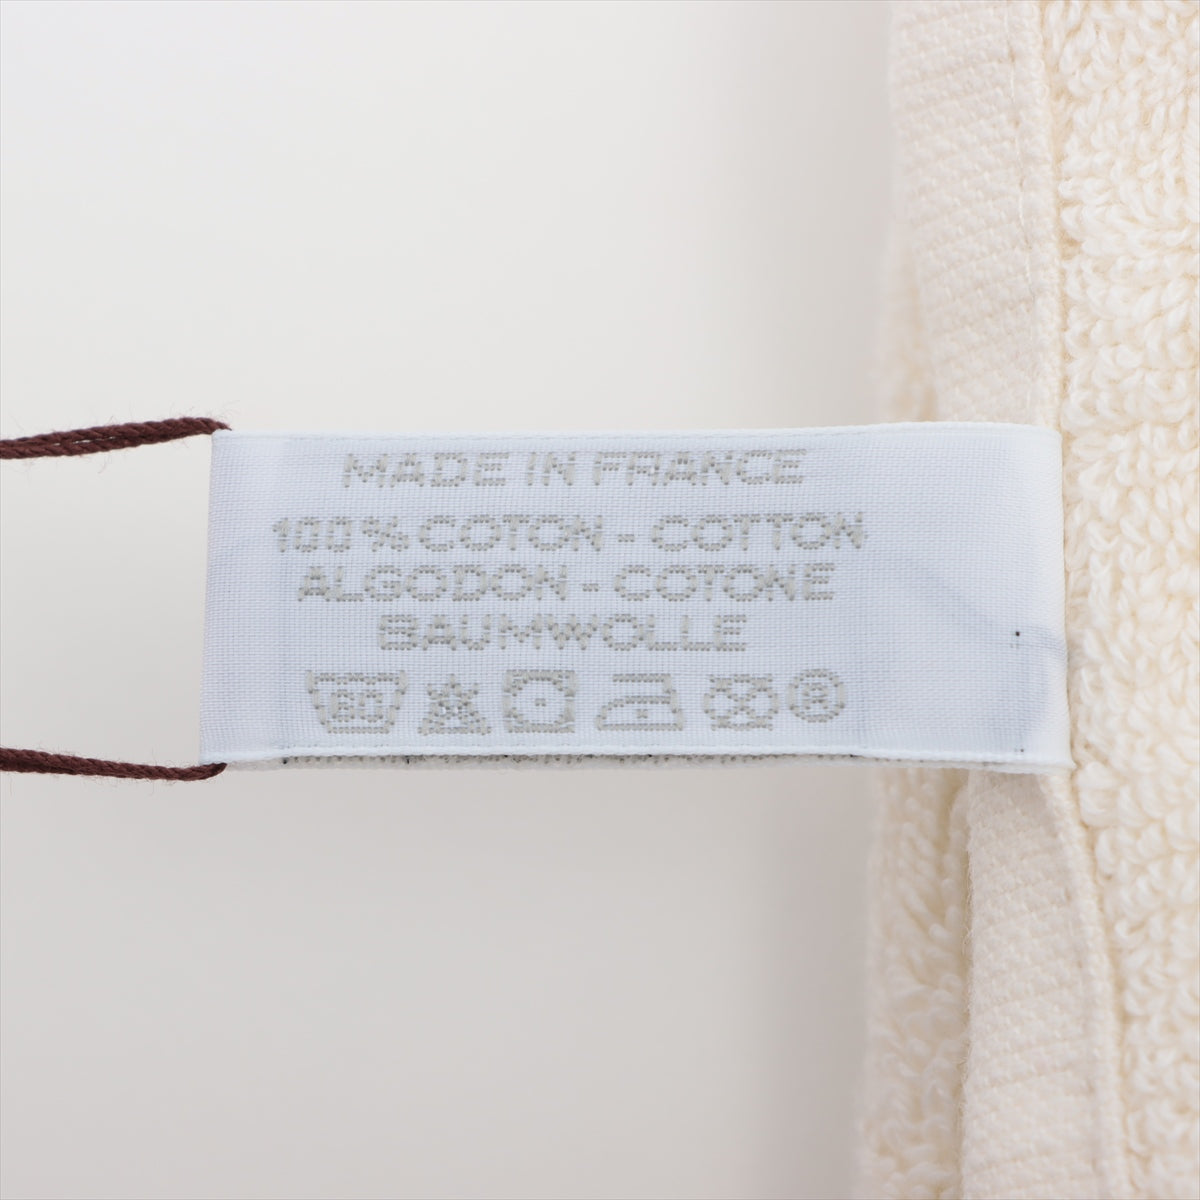 MADE IN FRANCE
100% COTON - COTTON
ALGODON - COTONE
BAUMWOLLE
®